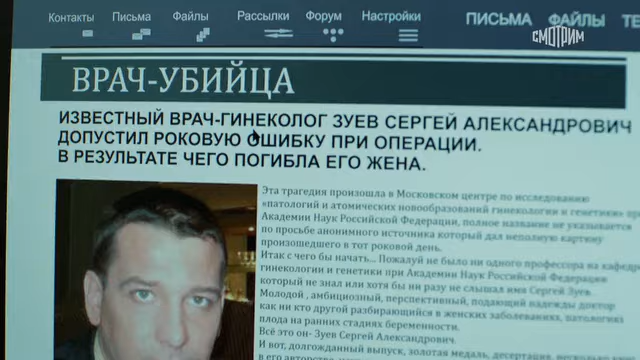 Контакты Письма Файлы Рассылки Форум Настройки ПИСЬМА ФАЙЛЫ
СМОТРИМ
ВРАЧ-УБИЙЦА
ИЗВЕСТНЫЙ ВРАЧ-ГИНЕКОЛОГ ЗУЕВ СЕРГЕЙ АЛЕКСАНДРОВИЧ
ДОПУСТИЛ РОКОВУЮ ОШИБКУ ПРИ ОПЕРАЦИИ.
В РЕЗУЛЬТАТЕ ЧЕГО ПОГИБЛА ЕГО ЖЕНА.
Эта трагедия произошла в Московском центре по исследованию
«патологий и атомических новообразований гинекологии и генетики»
Академии Наук Российской Федерации, полное название не указывается
по просьбе анонимного источника который дал неполную картину
произошедшего в тот роковой день.
Итак с чего бы начать... Пожалуй не было ни одного профессора на
гинекологии и генетики при Академии Наук Российской Федерации
который не знал или хотя бы ни разу не слышал имя Сергей Зуев.
Молодой , амбициозный, перспективный, подающий надежды доктор
как ни кто другой разбирающийся в женских заболеваниях, патологиях
плода на ранних стадиях беременности.
Всё это он- Зуев Сергей Александрович.
И вот, долгожданный выпуск, золотая медаль, десертация,
в его